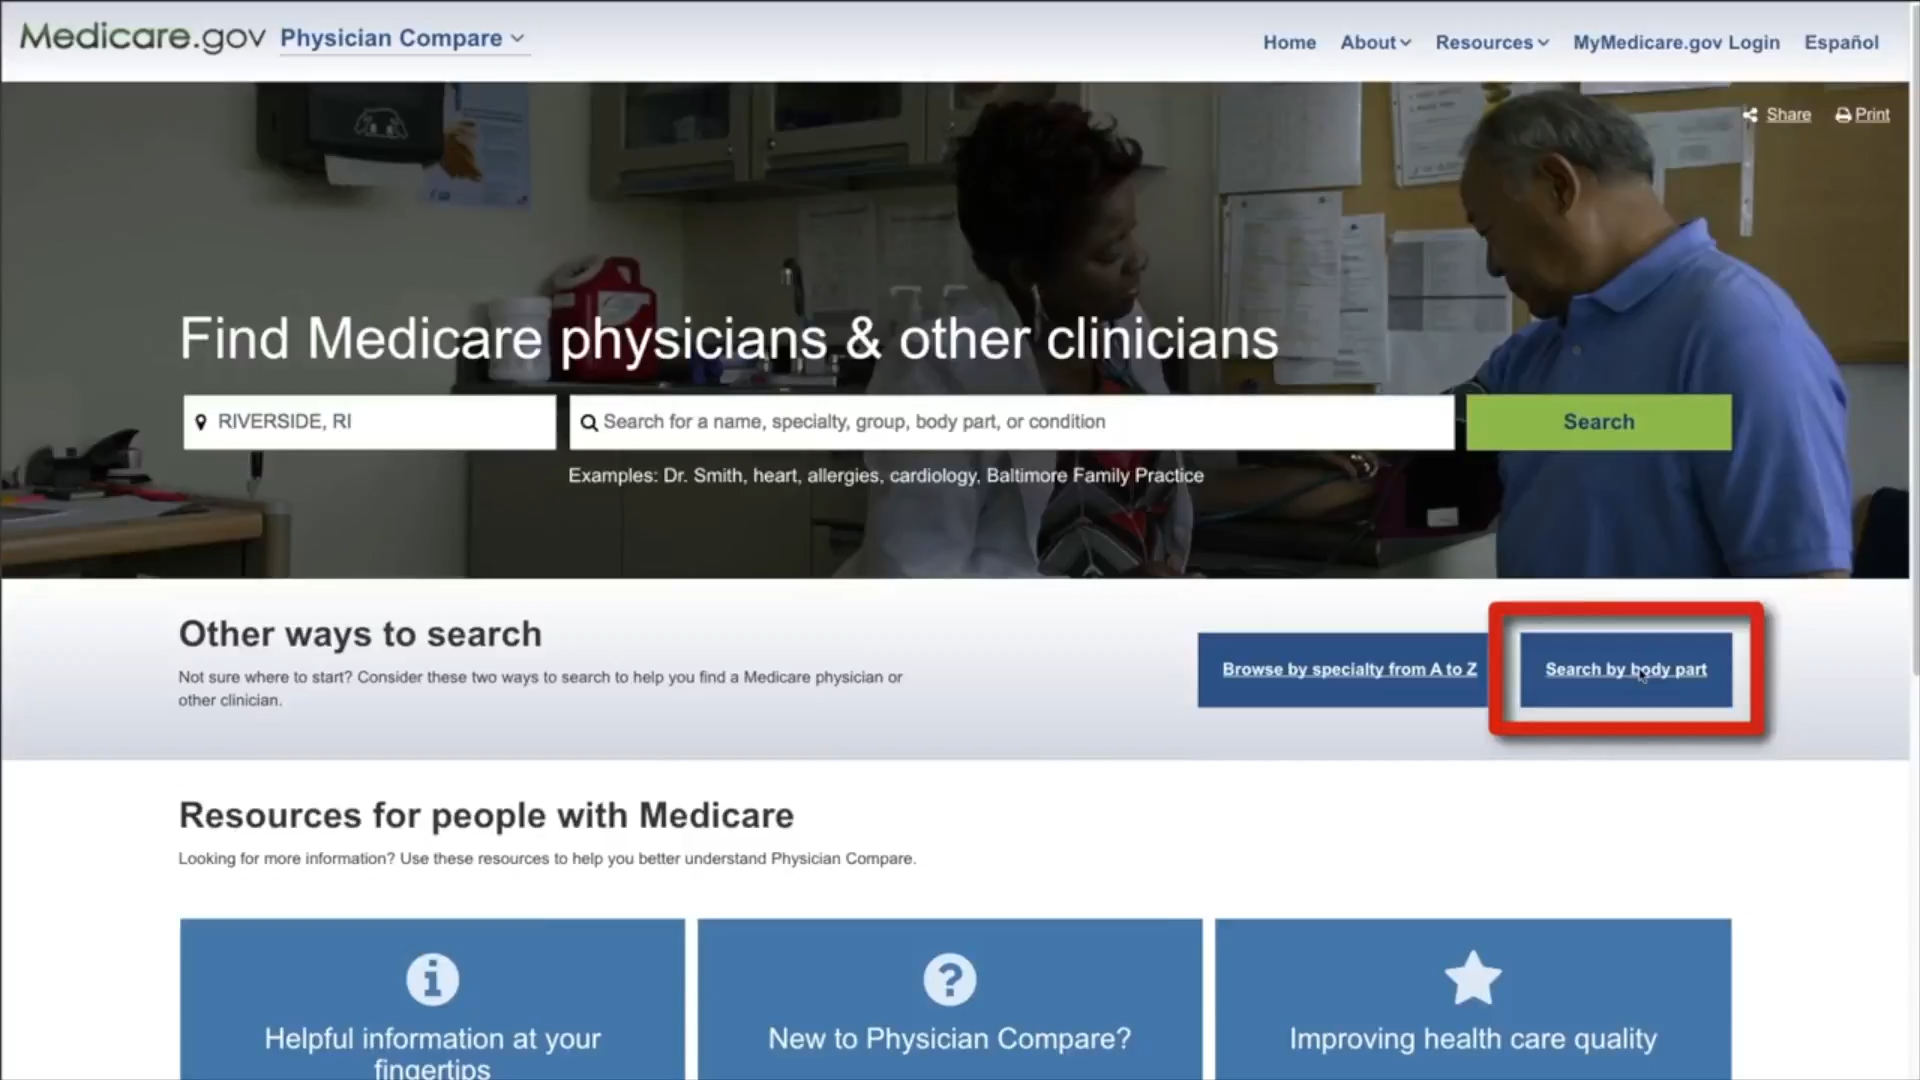 Medicare.gov Physician Compare
Home About Resources MyMedicare.gov Login Español
Share Print
Find Medicare physicians & other clinicians
RIVERSIDE, RI
Search for a name, specialty, group, body part, or condition
Search
Examples: Dr. Smith, heart, allergies, cardiology, Baltimore Family Practice
Other ways to search
Not sure where to start? Consider these two ways to search to help you find a Medicare physician or
other clinician.
Browse by specialty from A to Z
Search by body part
Resources for people with Medicare
Looking for more information? Use these resources to help you better understand Physician Compare.
Helpful information at your
fingertips
New to Physician Compare?
Improving health care quality